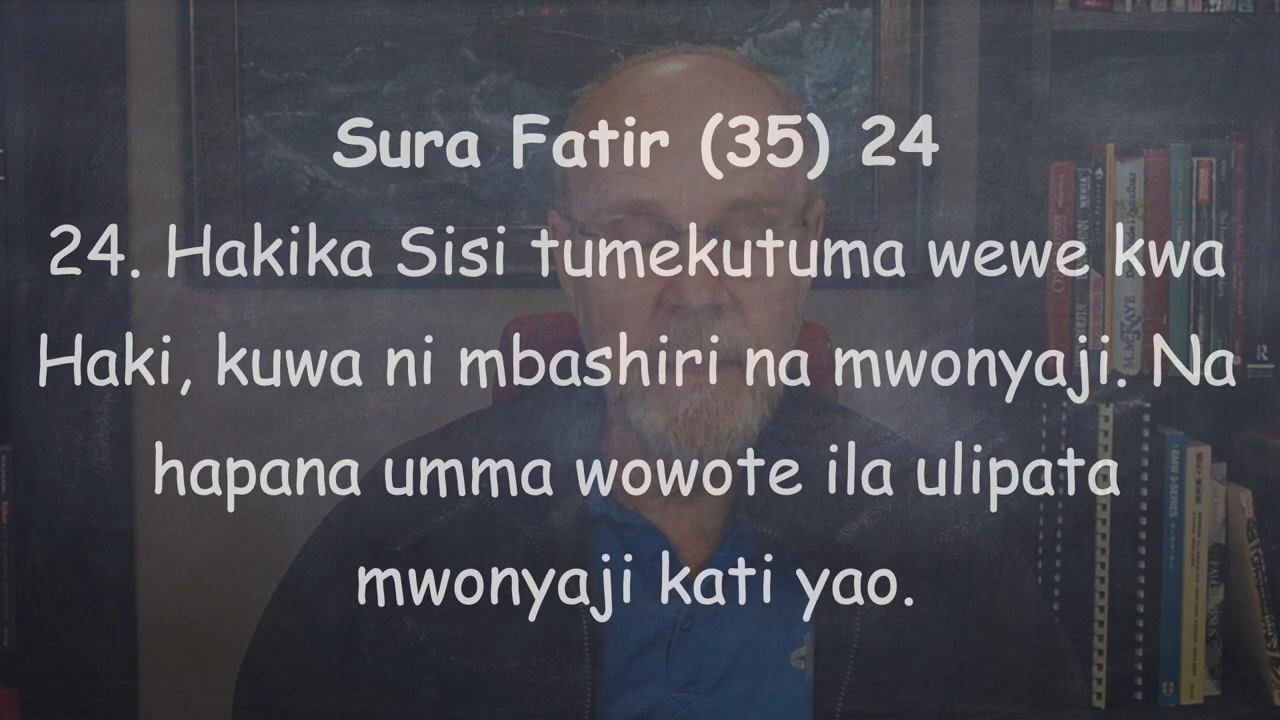 Sura Fatir (35) 24
24. Hakika Sisi tumekutuma wewe kwa
Haki, kuwa ni mbashiri na mwonyaji. Na
hapana umma wowote ila ulipata
mwonyaji kati yao.